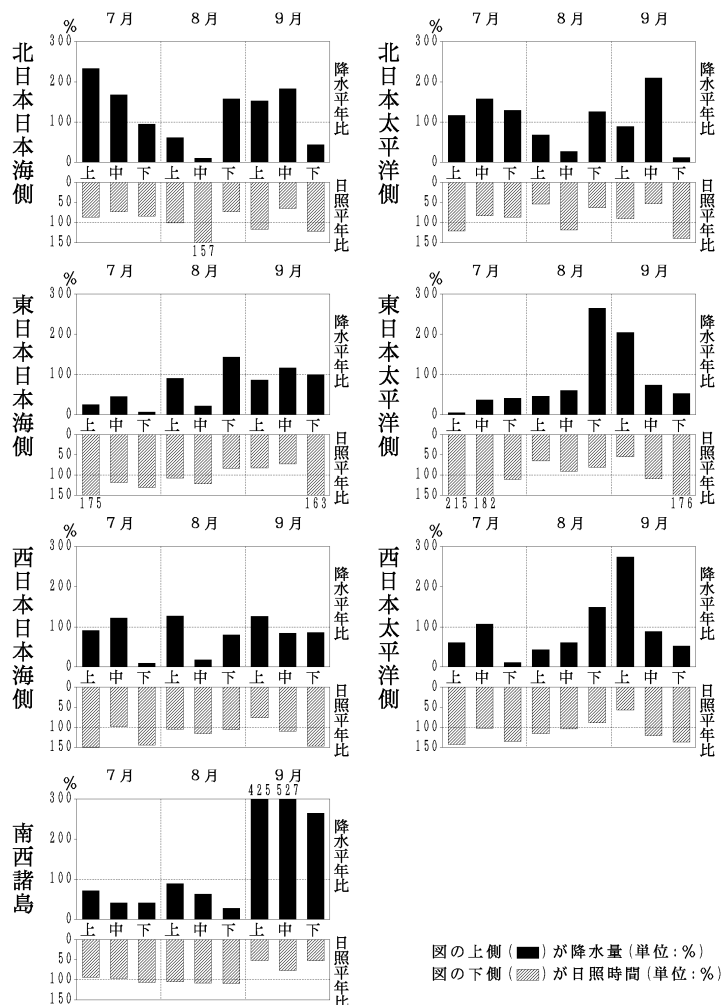 7月 8月 9月
%
北日本日本海側
300
200
100
0
降水平年比
上 中 下 上 中 下 上 中 下
0
50
100
150
日照平年比
157
7月 8月 9月
%
北日本太平洋側
300
200
100
0
降水平年比
上 中 下 上 中 下 上 中 下
0
50
100
150
日照平年比
7月 8月 9月
%
東日本日本海側
300
200
100
0
降水平年比
上 中 下 上 中 下 上 中 下
0
50
100
150
日照平年比
175 163
7月 8月 9月
%
東日本太平洋側
300
200
100
0
降水平年比
上 中 下 上 中 下 上 中 下
0
50
100
150
日照平年比
215 182 176
7月 8月 9月
%
西日本日本海側
300
200
100
0
降水平年比
上 中 下 上 中 下 上 中 下
0
50
100
150
日照平年比
7月 8月 9月
%
西日本太平洋側
300
200
100
0
降水平年比
上 中 下 上 中 下 上 中 下
0
50
100
150
日照平年比
7月 8月 9月
%
425 527
南西諸島
300
200
100
0
降水平年比
上 中 下 上 中 下 上 中 下
0
50
100
150
日照平年比
図の上側(■)が降水量(単位:%)
図の下側( )が日照時間(単位:%)